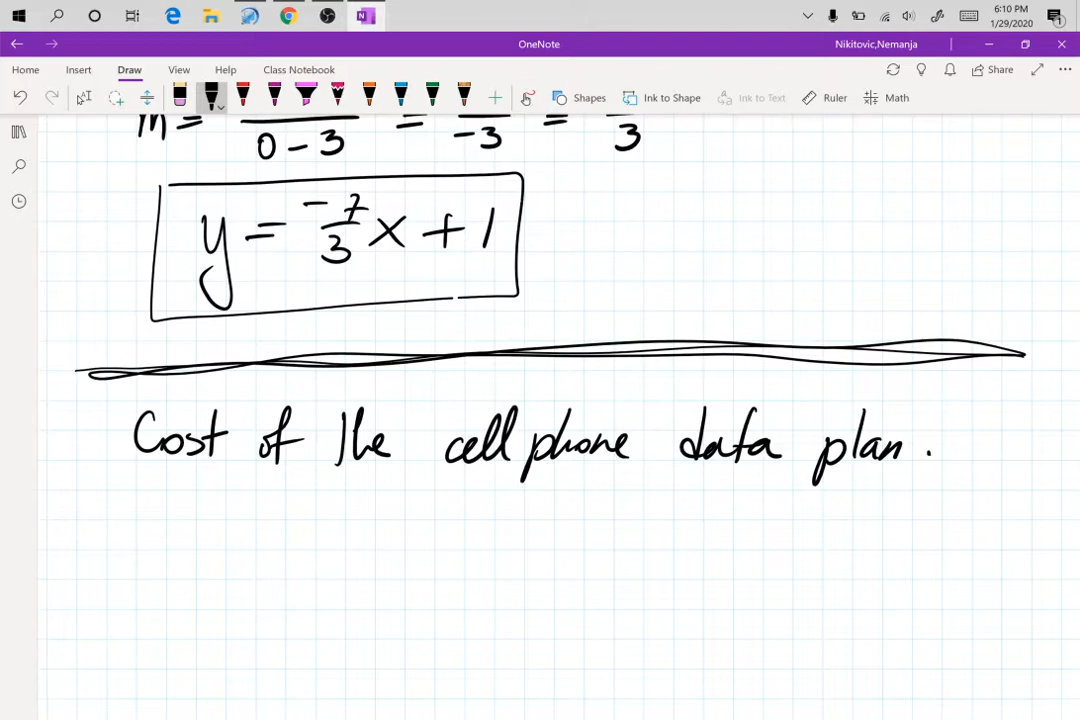 6:10 PM
1/29/2020
OneNote
Nikitovic,Nemanja
Home Insert Draw View Help Class Notebook
Share
Shapes Ink to Shape Ink to Text Ruler Math
m = 0 - 3 = -3 = 3
y = -7/3 x + 1
Cost of the cell phone data plan.